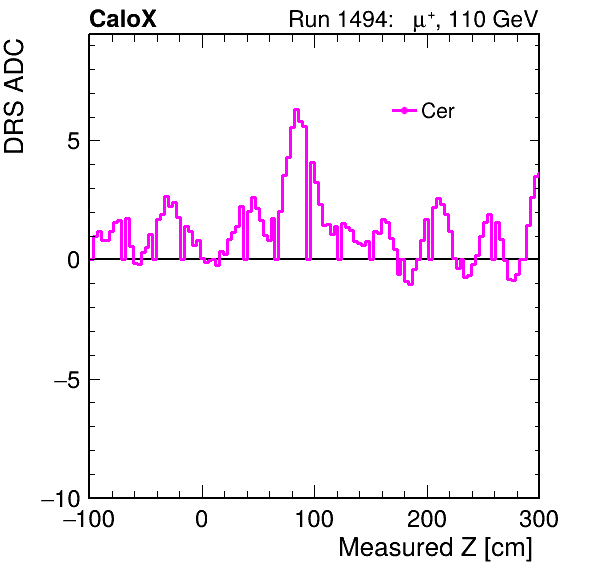 CaloX Run 1494: μ⁺, 110 GeV
DRS ADC
Cer
5
0
−5
−10
−100 0 100 200 300
Measured Z [cm]